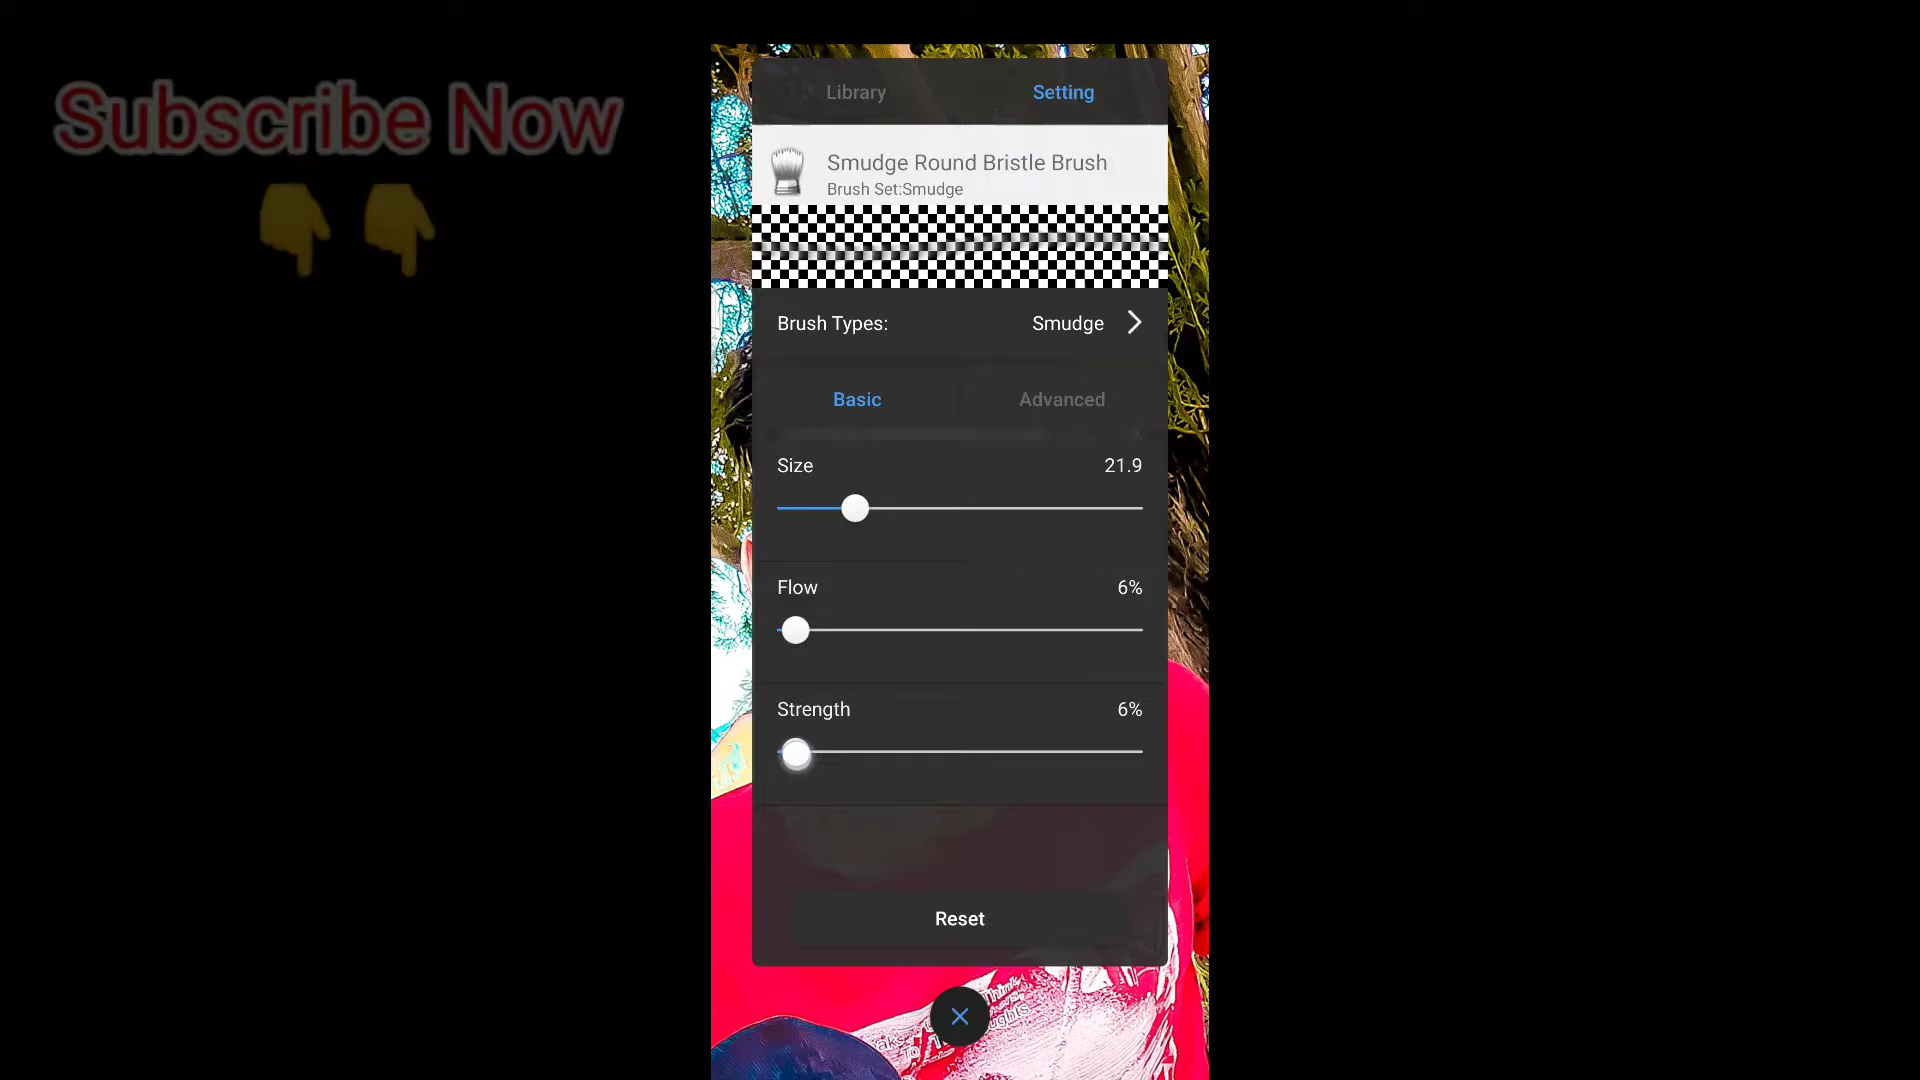 Subscribe Now
Library
Setting
Smudge Round Bristle Brush
Brush Set:Smudge
Brush Types:
Smudge
Basic
Advanced
Size
21.9
Flow
6%
Strength
6%
Reset
Think